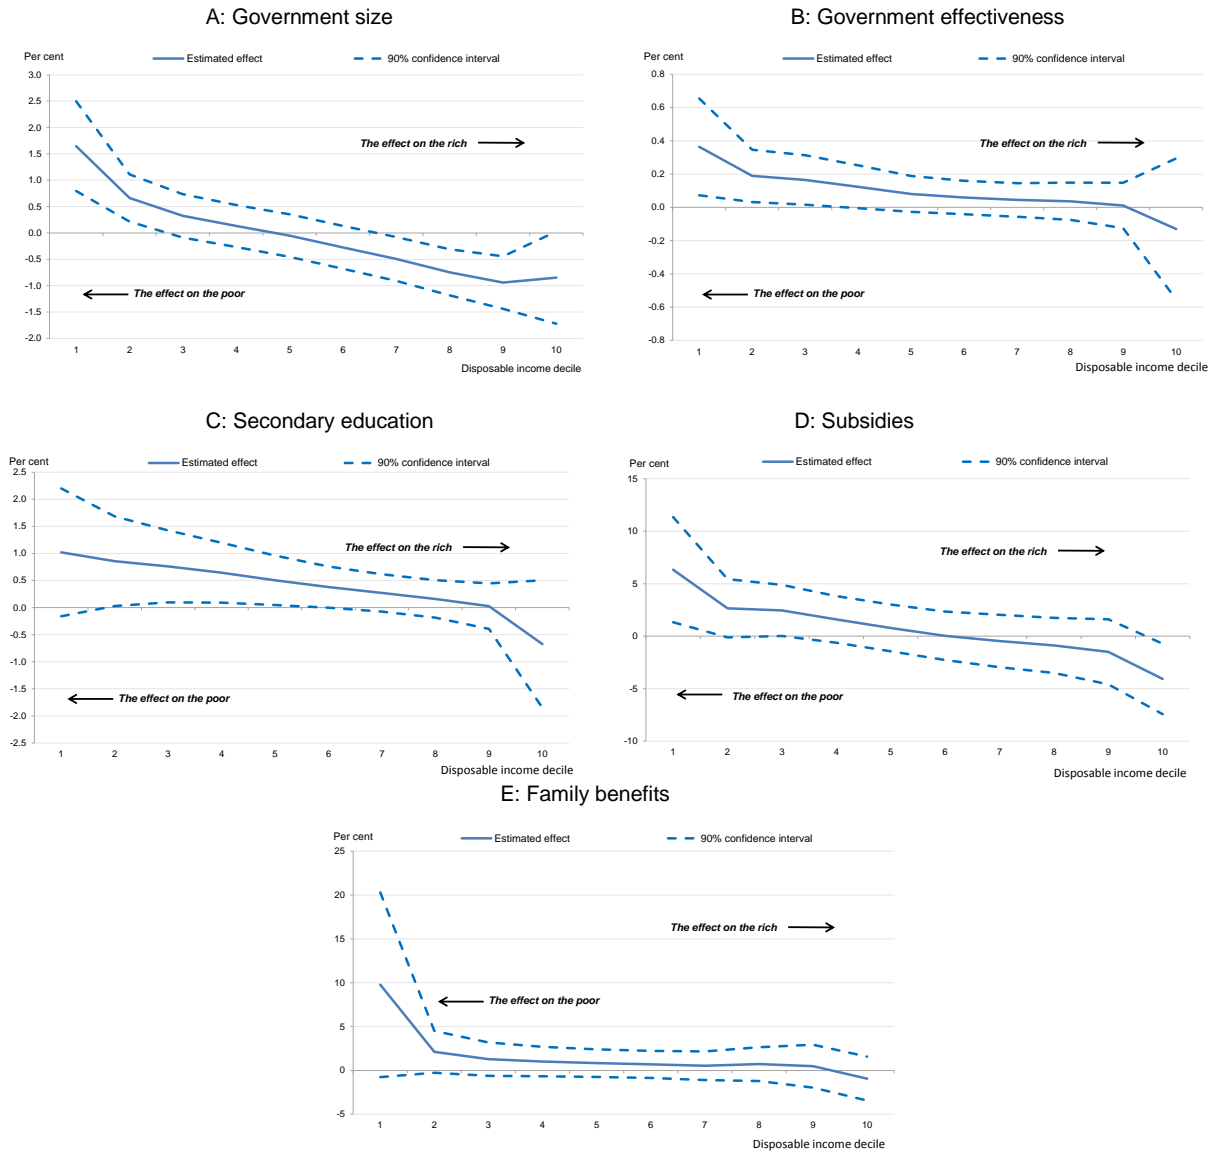 A: Government size
Per cent
Estimated effect
90% confidence interval
3.0
2.5
2.0
1.5
1.0
0.5
0.0
-0.5
-1.0
-1.5
-2.0
The effect on the rich
The effect on the poor
1 2 3 4 5 6 7 8 9 10
Disposable income decile
B: Government effectiveness
Per cent
Estimated effect
90% confidence interval
0.8
0.6
0.4
0.2
0.0
-0.2
-0.4
-0.6
-0.8
The effect on the rich
The effect on the poor
1 2 3 4 5 6 7 8 9 10
Disposable income decile
C: Secondary education
Per cent
Estimated effect
90% confidence interval
2.5
2.0
1.5
1.0
0.5
0.0
-0.5
-1.0
-1.5
-2.0
-2.5
The effect on the rich
The effect on the poor
1 2 3 4 5 6 7 8 9 10
Disposable income decile
D: Subsidies
Per cent
Estimated effect
90% confidence interval
15
10
5
0
-5
-10
The effect on the rich
The effect on the poor
1 2 3 4 5 6 7 8 9 10
Disposable income decile
E: Family benefits
Per cent
Estimated effect
90% confidence interval
25
20
15
10
5
0
-5
The effect on the rich
The effect on the poor
1 2 3 4 5 6 7 8 9 10
Disposable income decile